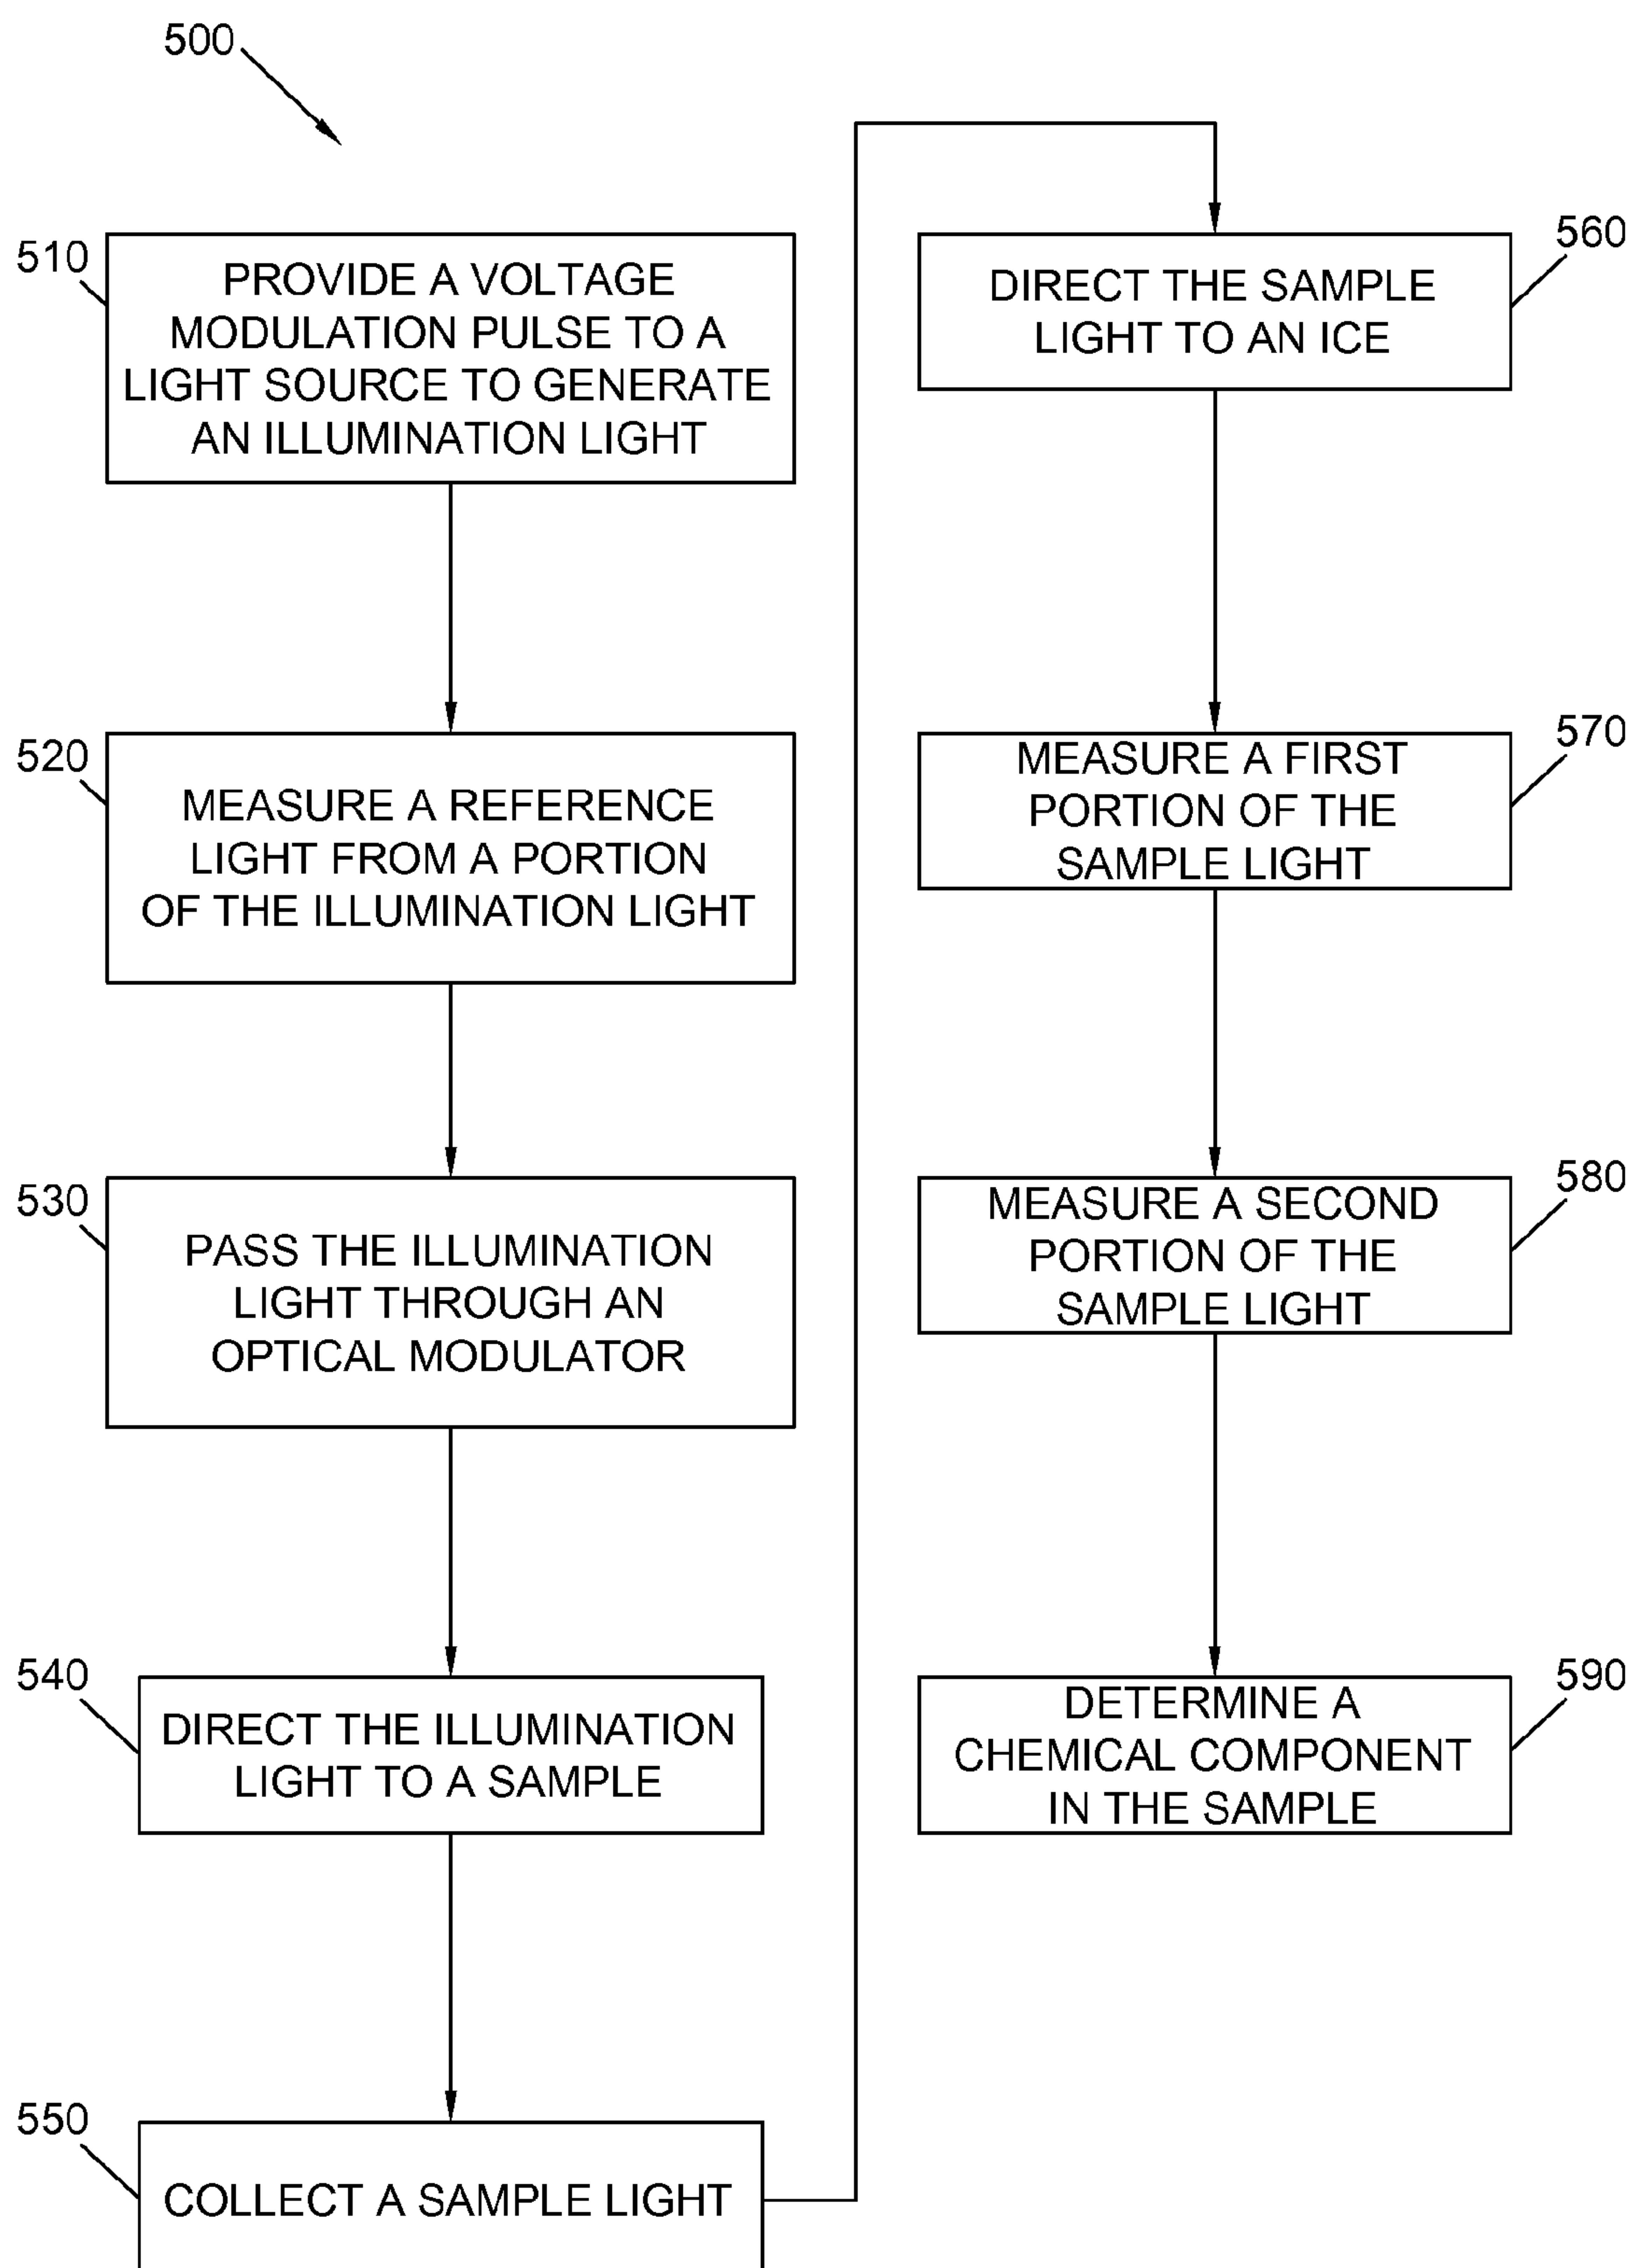 500
510
PROVIDE A VOLTAGE
MODULATION PULSE TO A
LIGHT SOURCE TO GENERATE
AN ILLUMINATION LIGHT
520
MEASURE A REFERENCE
LIGHT FROM A PORTION
OF THE ILLUMINATION LIGHT
530
PASS THE ILLUMINATION
LIGHT THROUGH AN
OPTICAL MODULATOR
540
DIRECT THE ILLUMINATION
LIGHT TO A SAMPLE
550
COLLECT A SAMPLE LIGHT
560
DIRECT THE SAMPLE
LIGHT TO AN ICE
570
MEASURE A FIRST
PORTION OF THE
SAMPLE LIGHT
580
MEASURE A SECOND
PORTION OF THE
SAMPLE LIGHT
590
DETERMINE A
CHEMICAL COMPONENT
IN THE SAMPLE